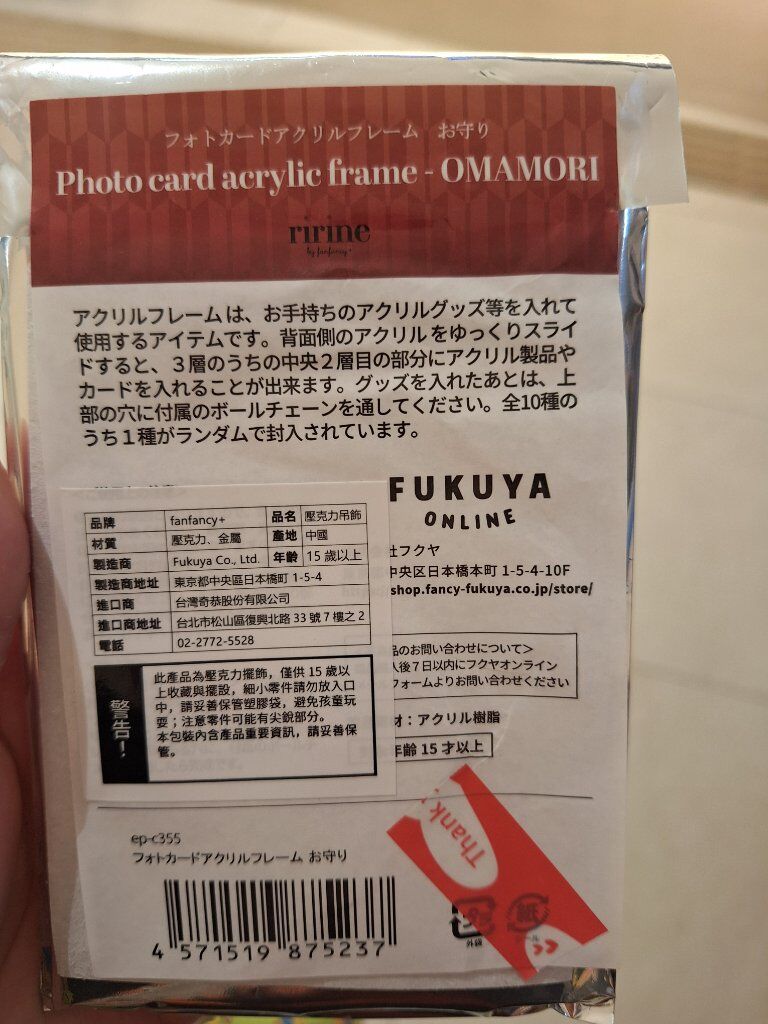 フォトカードアクリルフレーム お守り
Photo card acrylic frame - OMAMORI
ririne
by fanfancy+
アクリルフレームは、お手持ちのアクリルグッズ等を入れて
使用するアイテムです。背面側のアクリルをゆっくりスライ
ドすると、３層のうちの中央２層目の部分にアクリル製品や
カードを入れることが出来ます。グッズを入れたあとは、上
部の穴に付属のボールチェーンを通してください。全10種の
うち１種がランダムで封入されています。
FUKUYA
ONLINE
社フクヤ
中央区日本橋本町 1-5-4-10F
shop.fancy-fukuya.co.jp/store/
品のお問い合わせについて＞
入後７日以内にフクヤオンライン
フォームよりお問い合わせください
：アクリル樹脂
年齢 15 才以上
品牌 fanfancy+ 品名 壓克力吊飾
材質 壓克力、金屬 產地 中國
製造商 Fukuya Co., Ltd. 年齡 15 歲以上
製造商地址 東京都中央區日本橋町 1-5-4
進口商 台灣奇恭股份有限公司
進口商地址 台北市松山區復興北路 33 號 7 樓之 2
電話 02-2772-5528
警告！
此產品為壓克力擺飾，僅供 15 歲以
上收藏與擺設，細小零件請勿放入口
中，請妥善保管塑膠袋，避免孩童玩
耍；注意零件可能有尖銳部分。
本包裝內含產品重要資訊，請妥善保
管。
ep-c355
フォトカードアクリルフレーム お守り
4 571519 875237
Thank
外袋
紙